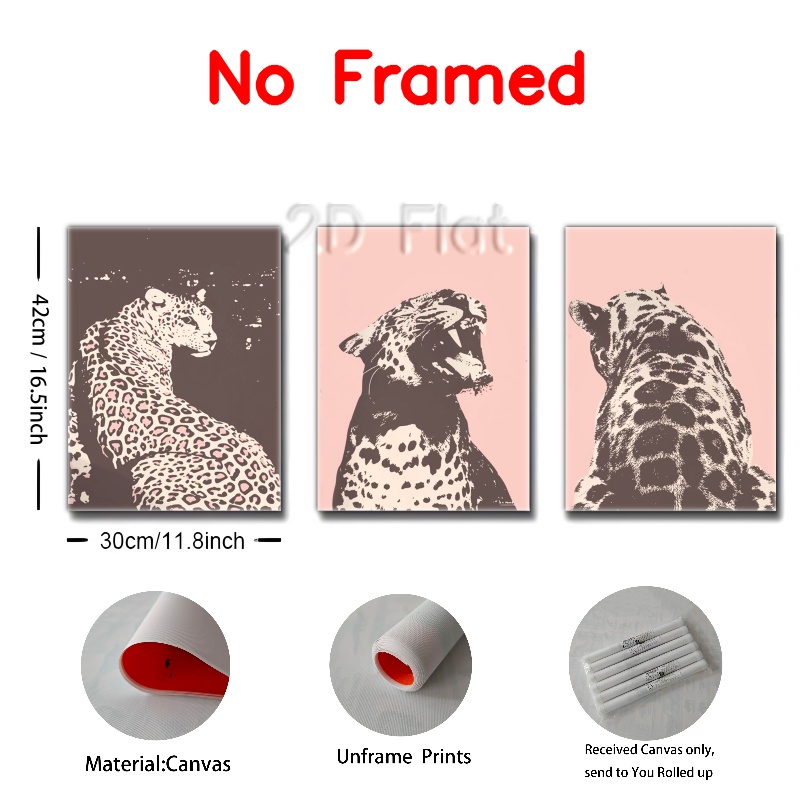 No Framed
2D Flat
42cm / 16.5inch
30cm/11.8inch
Material:Canvas
Unframe Prints
Received Canvas only,
send to You Rolled up